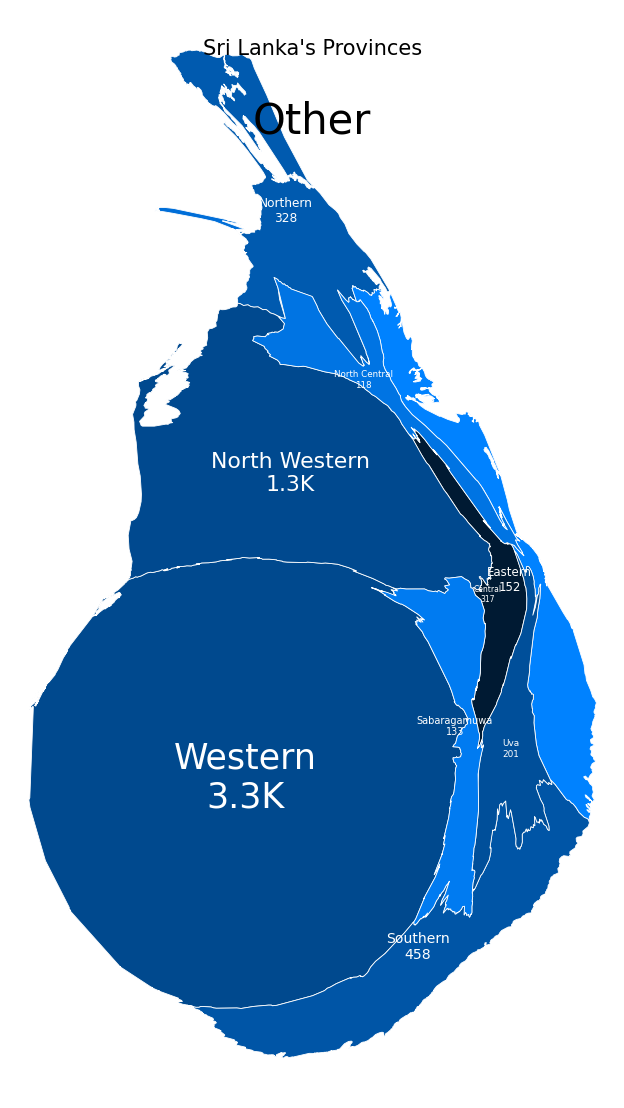 Sri Lanka's Provinces
Other
Northern
328
North Central
118
North Western
1.3K
Eastern
152
Central
317
Sabaragamuwa
133
Uva
201
Western
3.3K
Southern
458